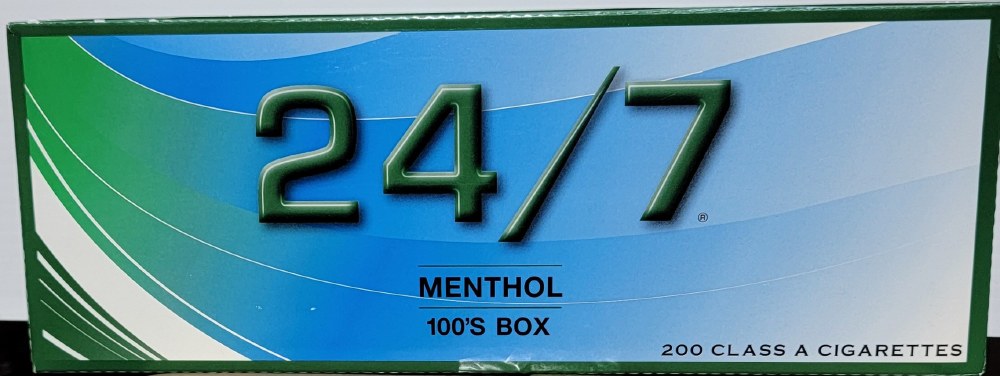 24/7®
MENTHOL
100'S BOX
200 CLASS A CIGARETTES